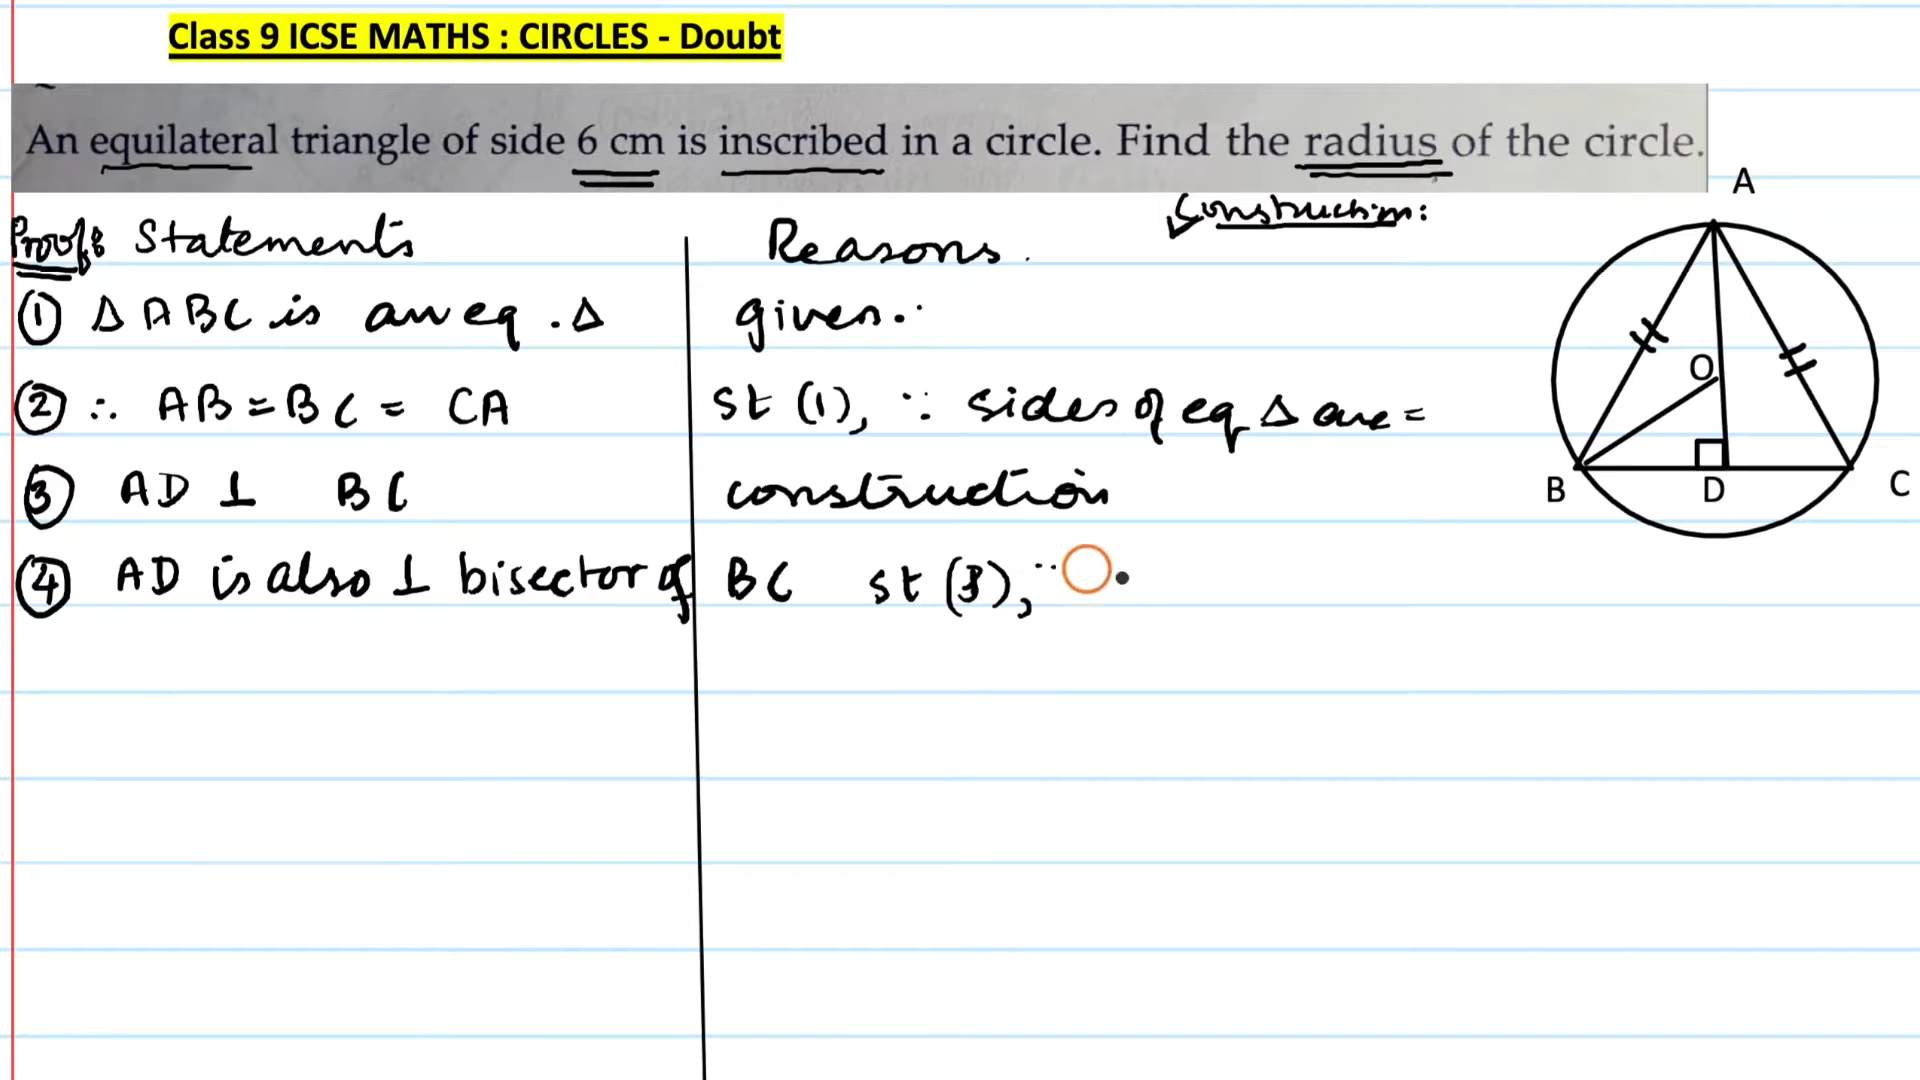 Class 9 ICSE MATHS : CIRCLES - Doubt
An equilateral triangle of side 6 cm is inscribed in a circle. Find the radius of the circle.
Construction:
Proof: Statements Reasons.
① Δ ABC is an eq. Δ given.
② ∴ AB = BC = CA st (1), ∵ sides of eq Δ are =
③ AD ⊥ BC construction
④ AD is also ⊥ bisector of BC st (3),
A
O
B
D
C